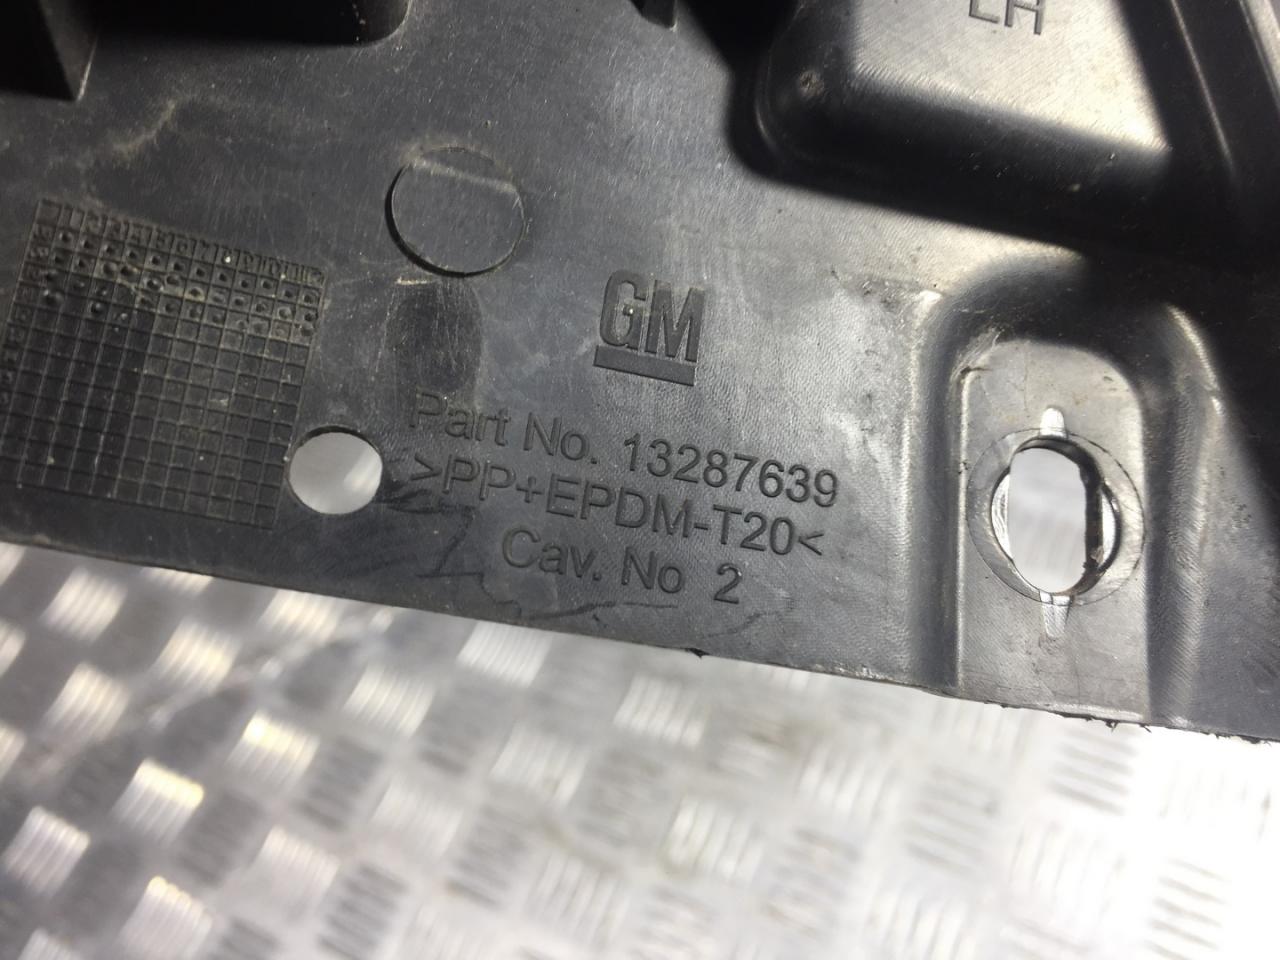 LH
GM
Part No. 13287639
>PP+EPDM-T20<
Cav. No 2